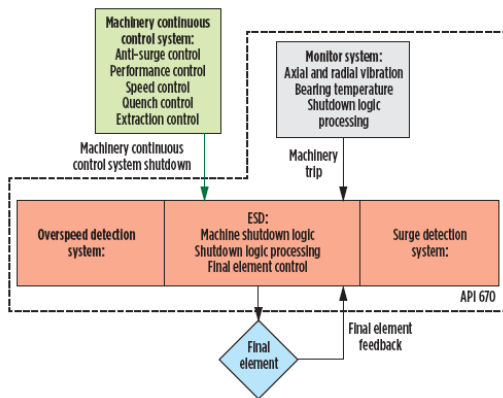 Machinery continuous
control system:
Anti-surge control
Performance control
Speed control
Quench control
Extraction control
Monitor system:
Axial and radial vibration
Bearing temperature
Shutdown logic
processing
Machinery continuous
control system shutdown
Machinery
trip
Overspeed detection
system:
ESD:
Machine shutdown logic
Shutdown logic processing
Final element control
Surge detection
system:
API 670
Final
element
Final element
feedback